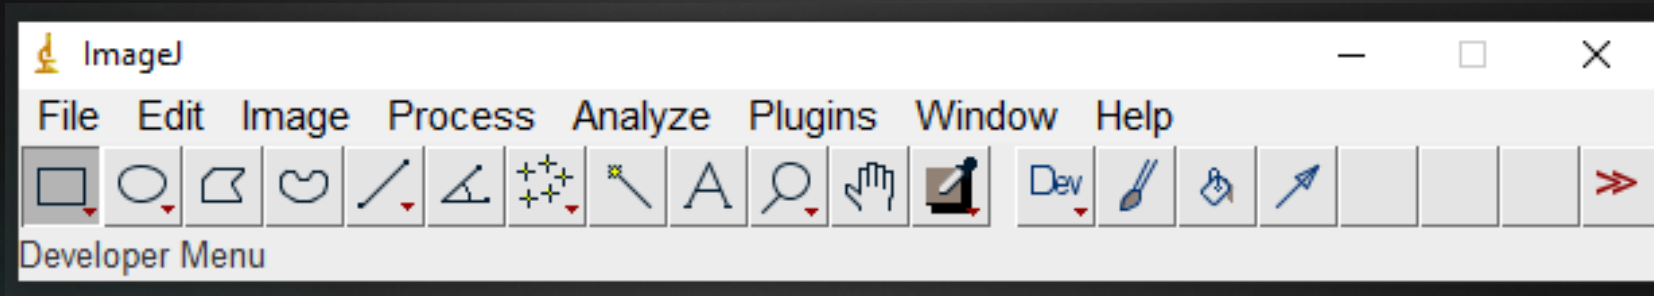 ImageJ
File Edit Image Process Analyze Plugins Window Help
A Dev
Developer Menu